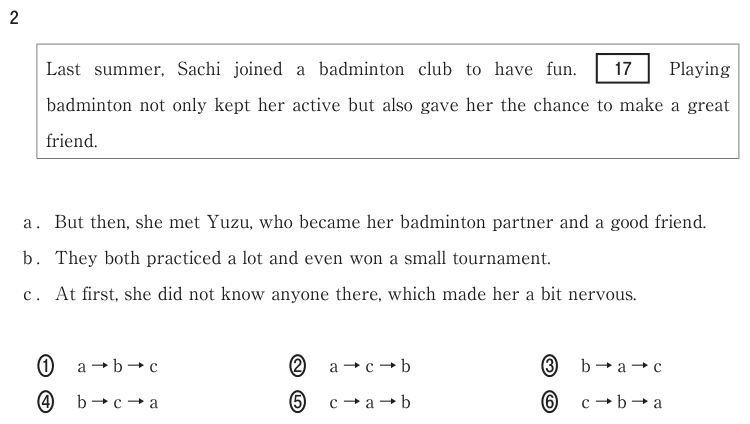 2
Last summer, Sachi joined a badminton club to have fun. 17 Playing
badminton not only kept her active but also gave her the chance to make a great
friend.
a. But then, she met Yuzu, who became her badminton partner and a good friend.
b. They both practiced a lot and even won a small tournament.
c. At first, she did not know anyone there, which made her a bit nervous.
① a → b → c ② a → c → b ③ b → a → c
④ b → c → a ⑤ c → a → b ⑥ c → b → a